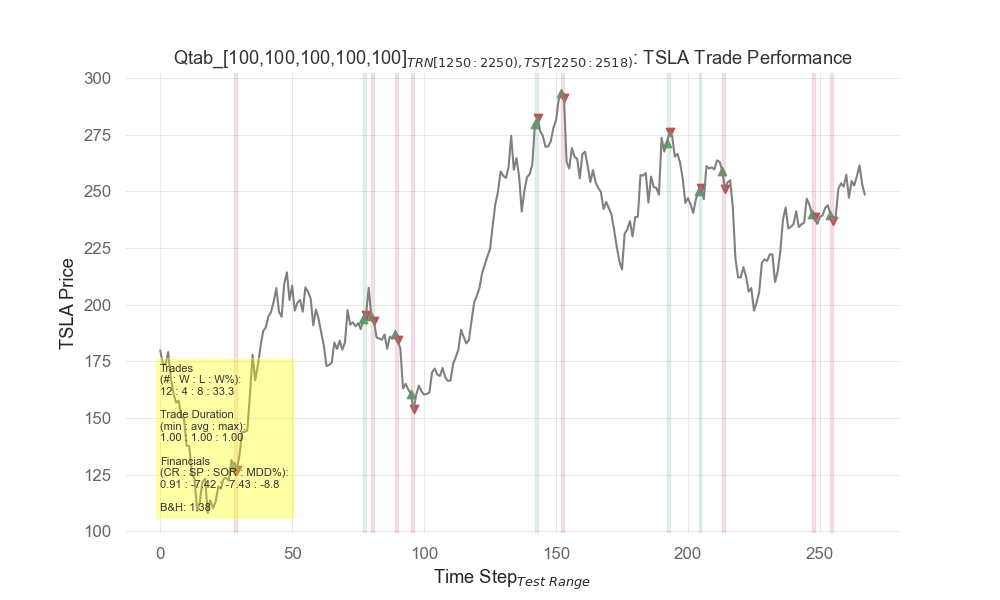 Qtab_[100,100,100,100,100]TRN[1250:2250),TST[2250:2518): TSLA Trade Performance
300
275
250
225
200
175
150
125
100
TSLA Price
Trades
(# : W : L : W%):
12 : 4 : 8 : 33.3
Trade Duration
(min : avg : max):
1.00 : 1.00 : 1.00
Financials
(CR : SP : SOR : MDD%):
0.91 : -7.42 : -7.43 : -8.8
B&H: 1.38
0 50 100 150 200 250
Time StepTest Range